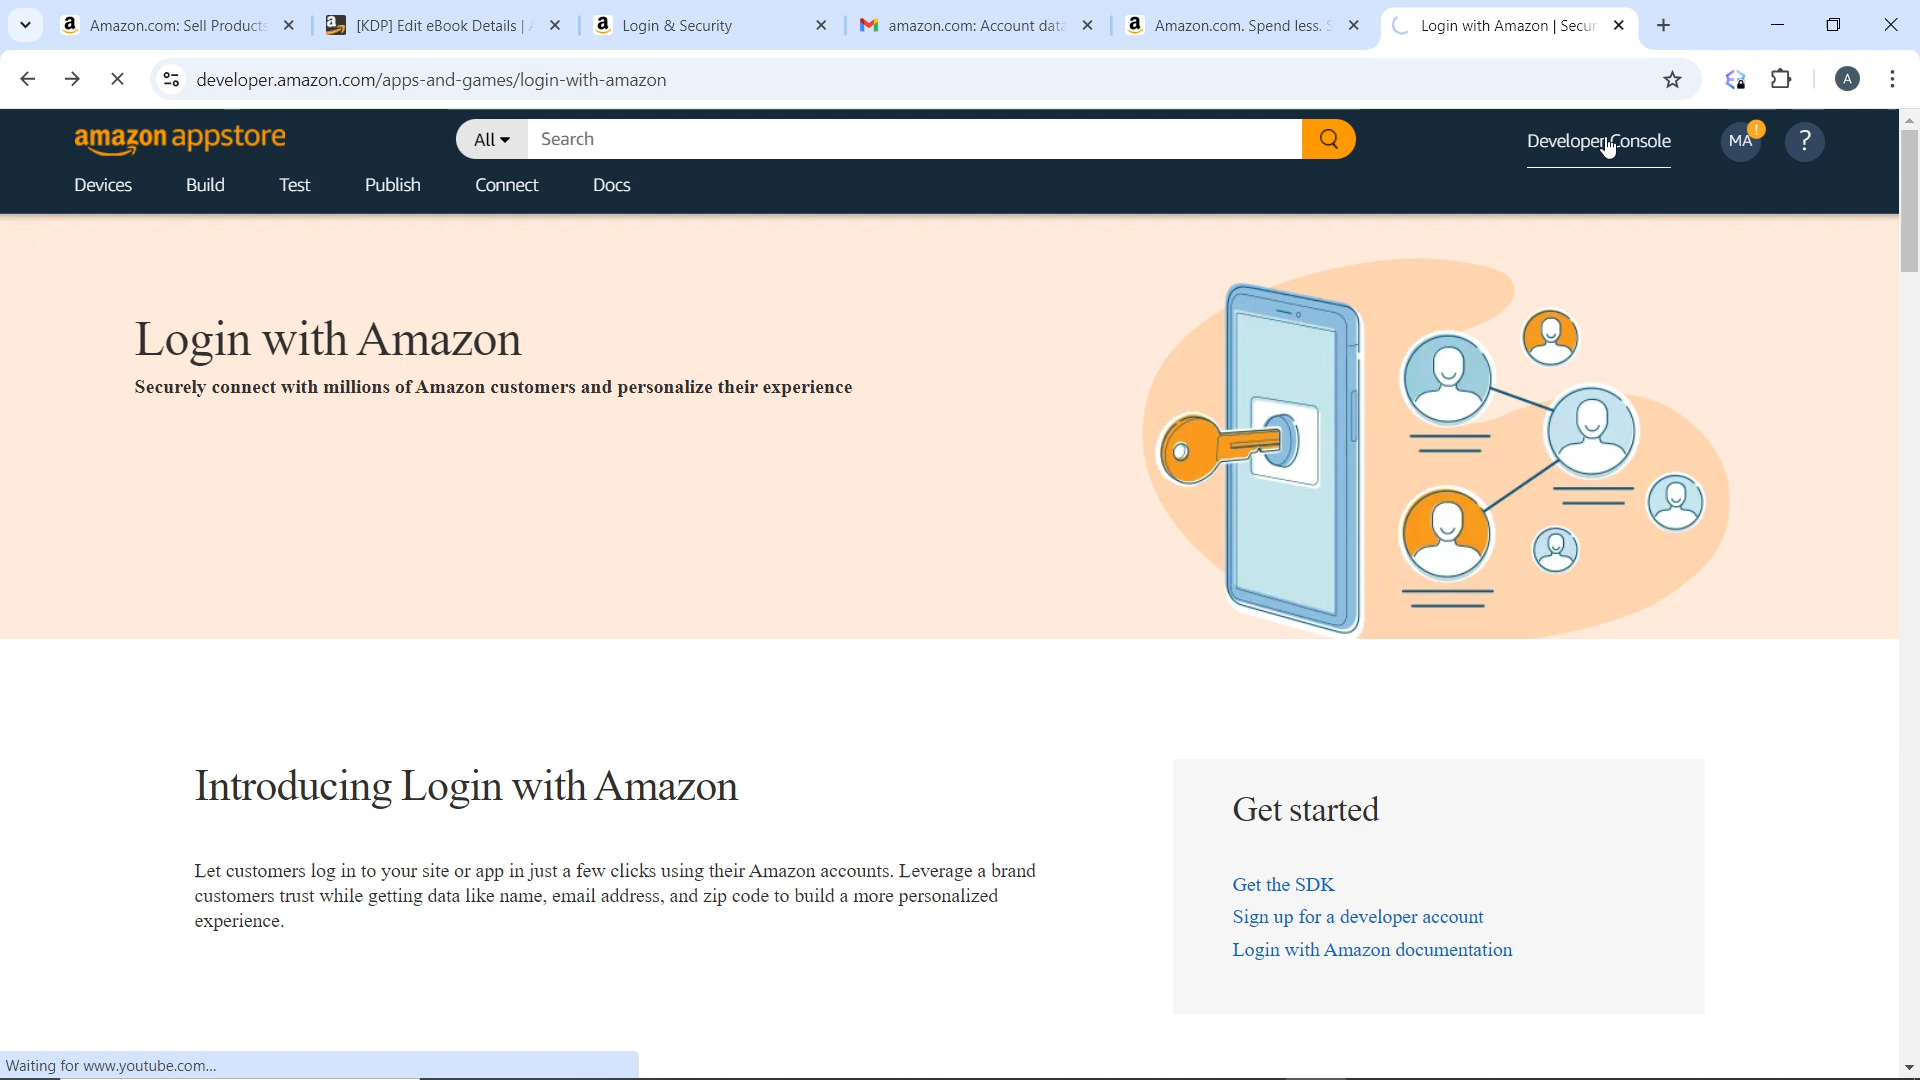 Amazon.com: Sell Products
[KDP] Edit eBook Details |
Login & Security
amazon.com: Account data
Amazon.com. Spend less. S
Login with Amazon | Secur
developer.amazon.com/apps-and-games/login-with-amazon
A
amazon appstore
All
Search
Developer Console
MA
!
?
Devices
Build
Test
Publish
Connect
Docs
Login with Amazon
Securely connect with millions of Amazon customers and personalize their experience
Introducing Login with Amazon
Let customers log in to your site or app in just a few clicks using their Amazon accounts. Leverage a brand
customers trust while getting data like name, email address, and zip code to build a more personalized
experience.
Get started
Get the SDK
Sign up for a developer account
Login with Amazon documentation
Waiting for www.youtube.com...